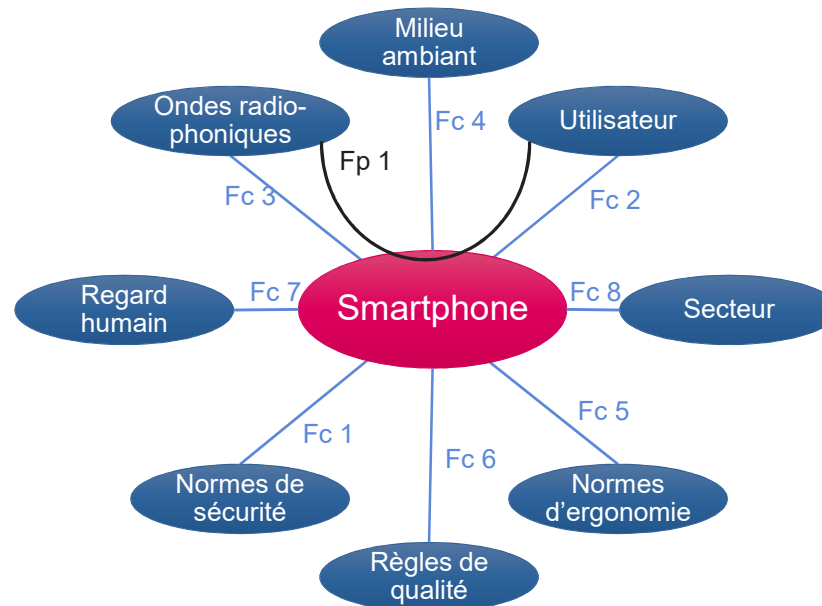 Milieu
ambiant
Ondes radio-
phoniques
Fc 4
Utilisateur
Fp 1
Fc 3
Fc 2
Regard
humain
Fc 7
Smartphone
Fc 8
Secteur
Fc 1
Fc 6
Fc 5
Normes de
sécurité
Normes
d’ergonomie
Règles de
qualité